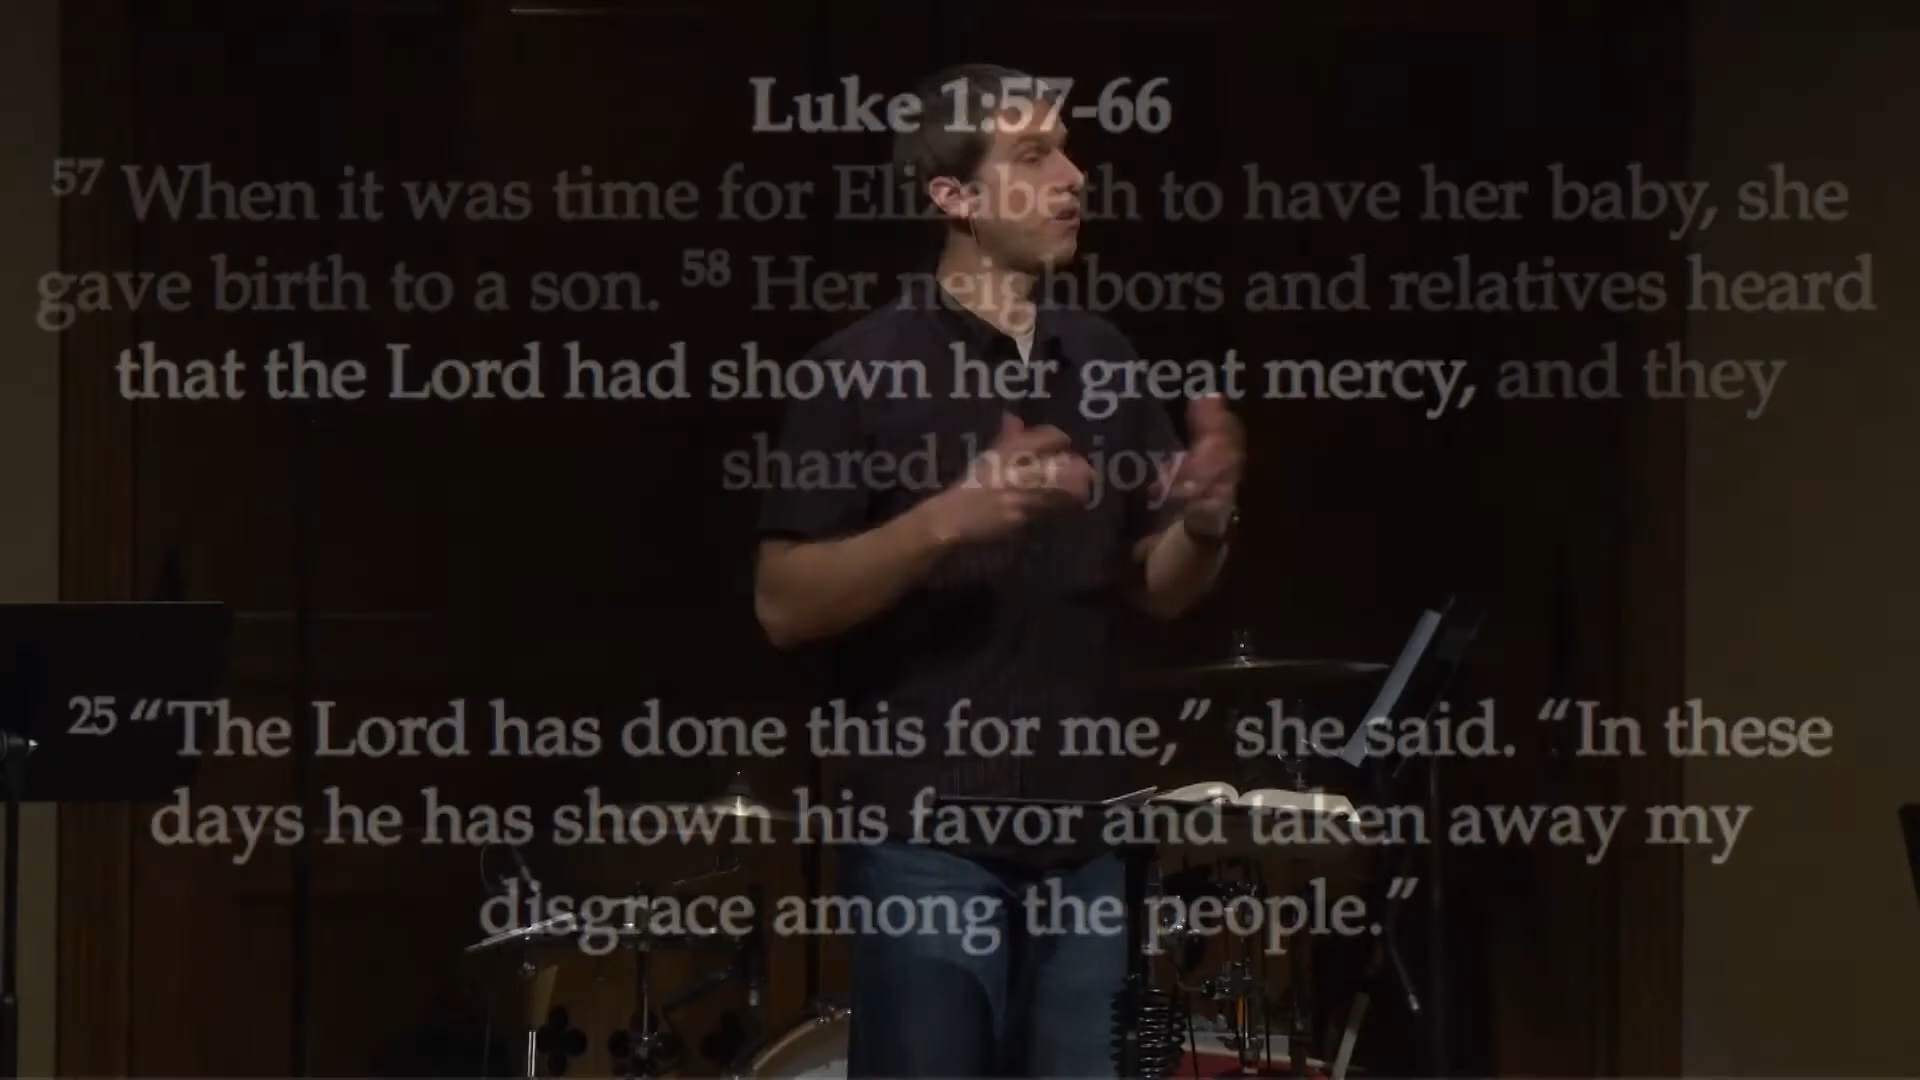 Luke 1:57-66
57 When it was time for Elizabeth to have her baby, she
gave birth to a son. 58 Her neighbors and relatives heard
that the Lord had shown her great mercy, and they
shared her joy.
25 “The Lord has done this for me,” she said. “In these
days he has shown his favor and taken away my
disgrace among the people.”